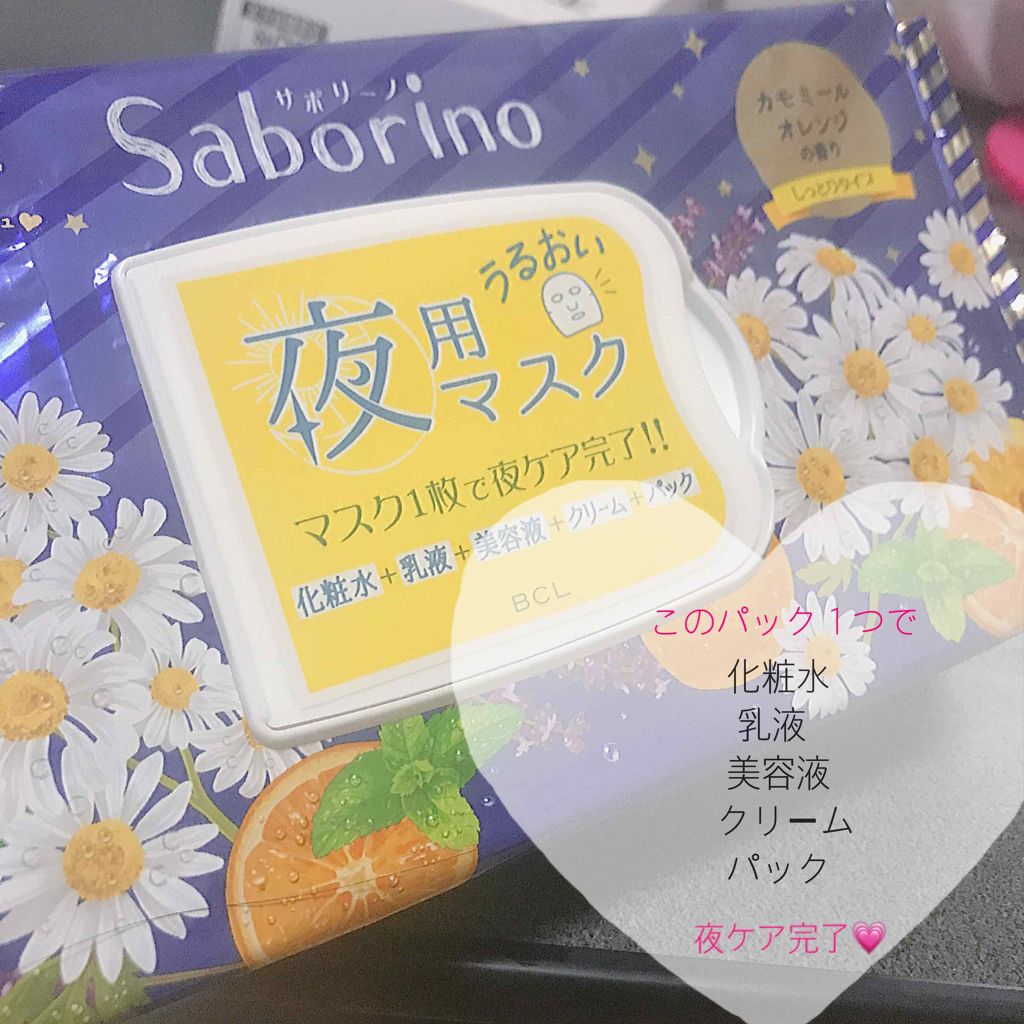 サボリーノ
Saborino
カモミール
オレンジ
の香り
しっとりタイプ
うるおい
夜用
マスク
マスク1枚で夜ケア完了!!
化粧水+乳液+美容液+クリーム+パック
BCL
このパック1つで
化粧水
乳液
美容液
クリーム
パック
夜ケア完了💗